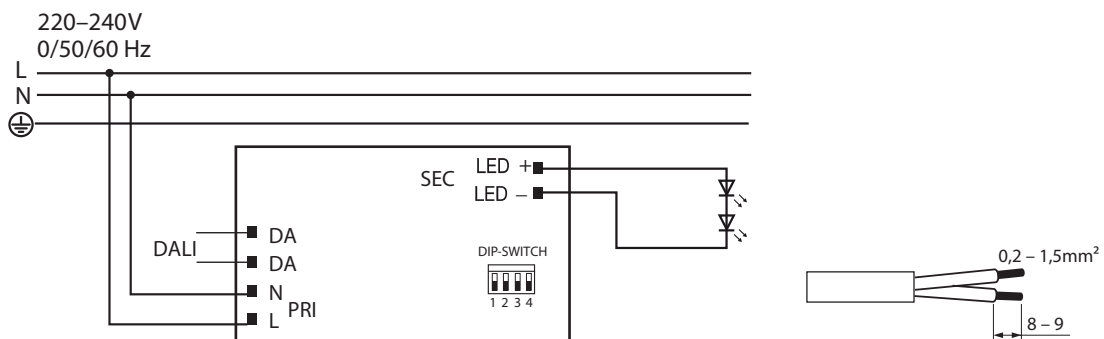 220–240V
0/50/60 Hz
L
N
SEC
LED +
LED –
DALI
DA
DA
N
PRI
L
DIP-SWITCH
1 2 3 4
0,2 – 1,5mm²
8 – 9